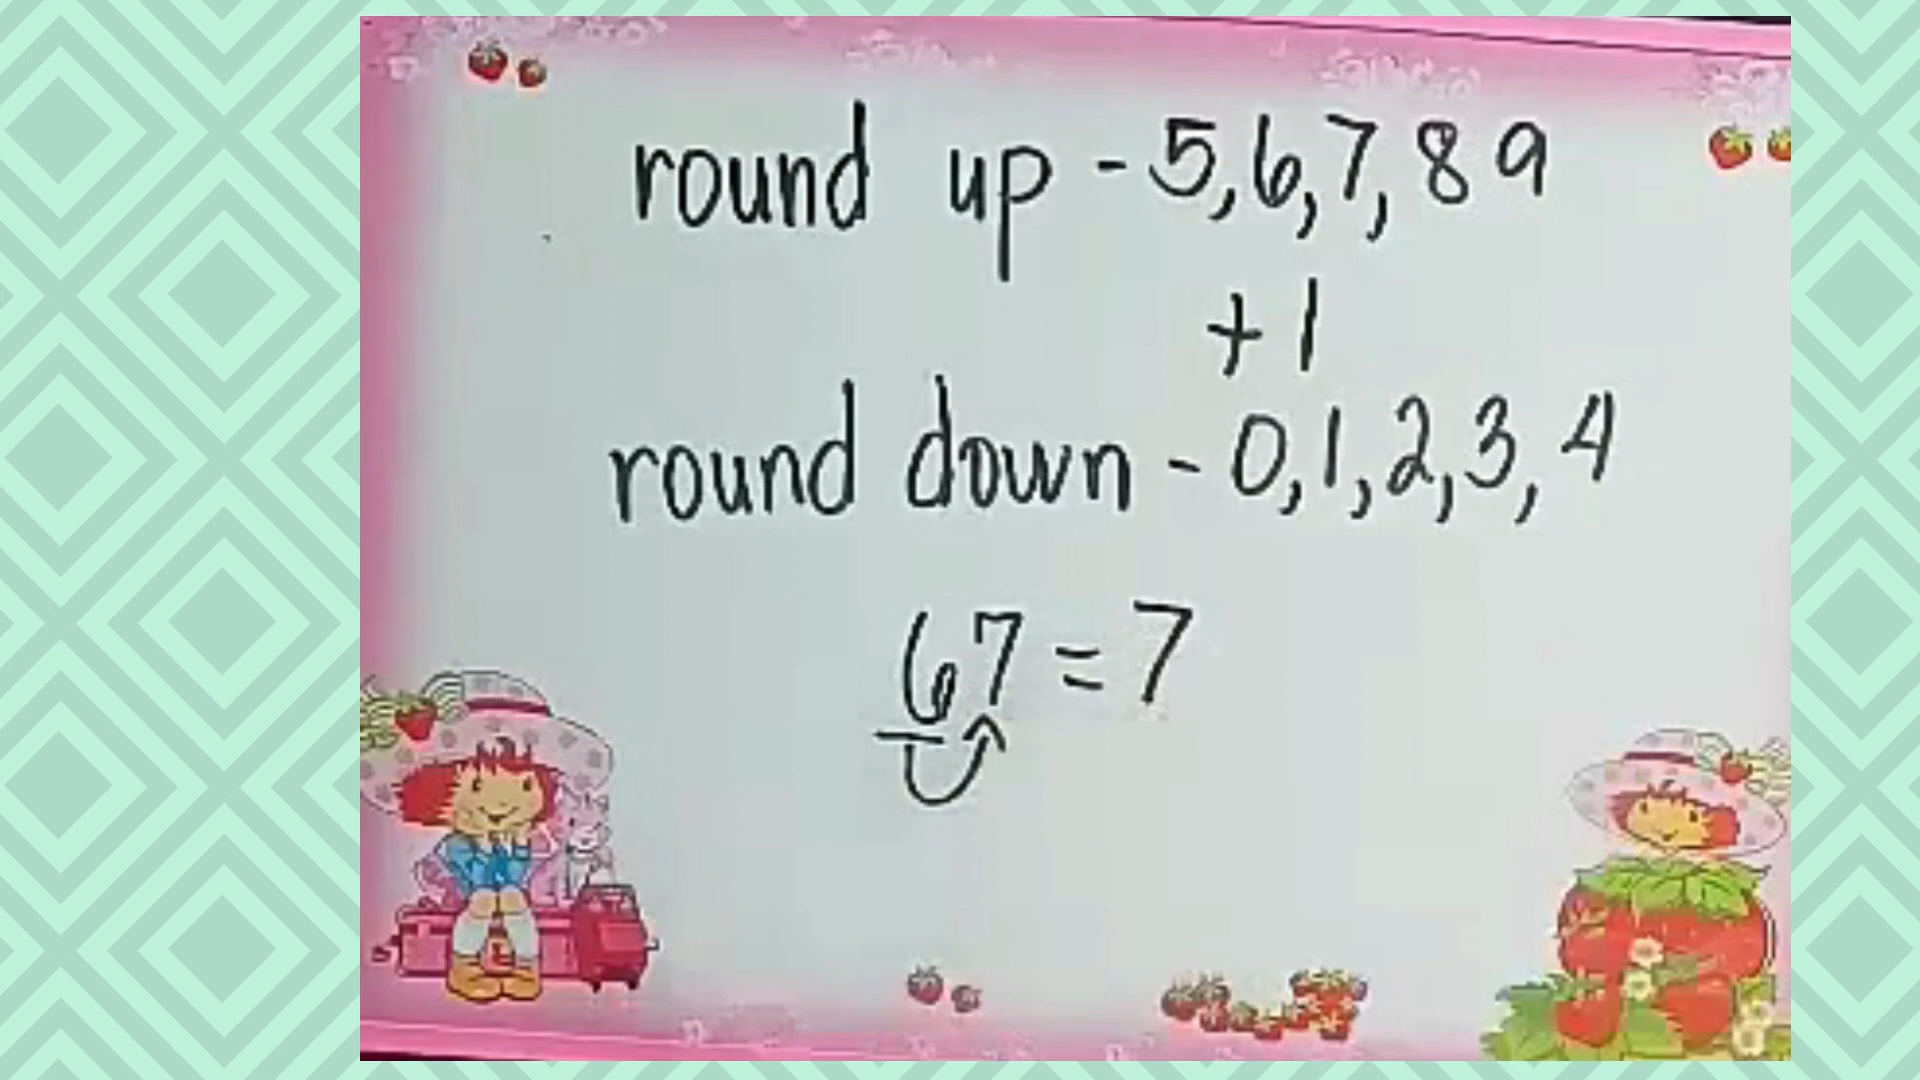 round up - 5,6,7,8 9
+1
round down - 0,1,2,3,4
67=7